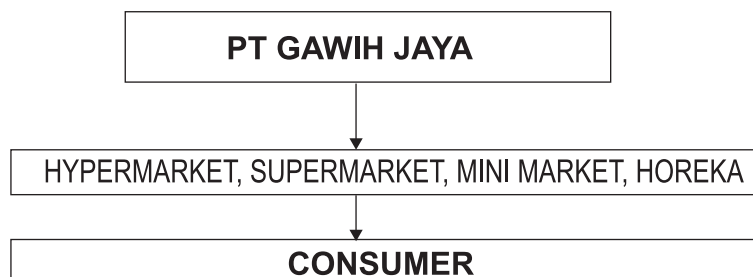 PT GAWIH JAYA
HYPERMARKET, SUPERMARKET, MINI MARKET, HOREKA
CONSUMER